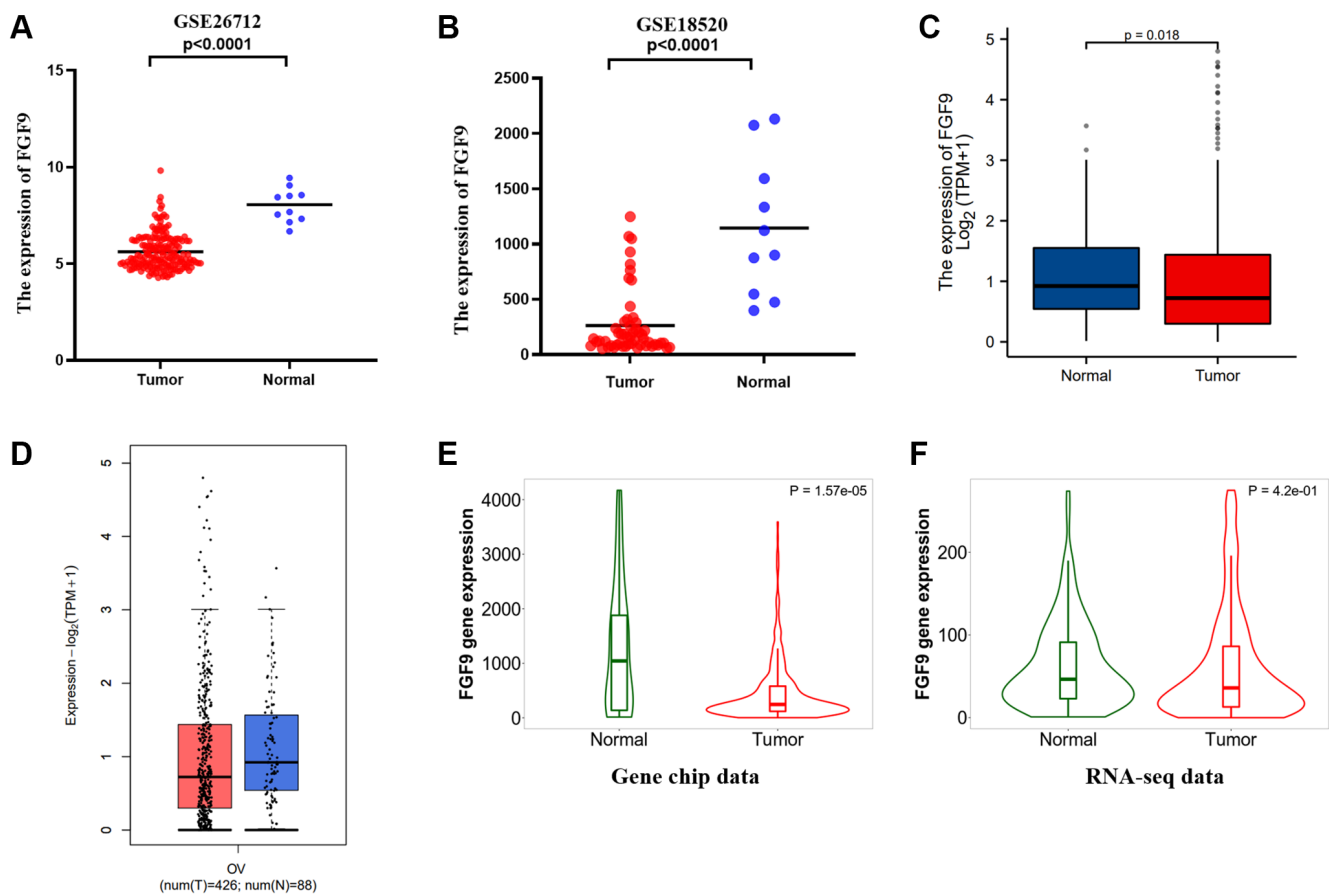 A
GSE26712
p<0.0001
The expression of FGF9
15
10
5
0
Tumor
Normal
B
GSE18520
p<0.0001
The expression of FGF9
2500
2000
1500
1000
500
0
Tumor
Normal
C
p = 0.018
The expression of FGF9
Log2 (TPM+1)
5
4
3
2
1
0
Normal
Tumor
D
Expression – log2(TPM + 1)
5
4
3
2
1
0
OV
(num(T)=426; num(N)=88)
E
P = 1.57e-05
FGF9 gene expression
4000
3000
2000
1000
0
Normal
Tumor
Gene chip data
F
P = 4.2e-01
FGF9 gene expression
200
100
0
Normal
Tumor
RNA-seq data